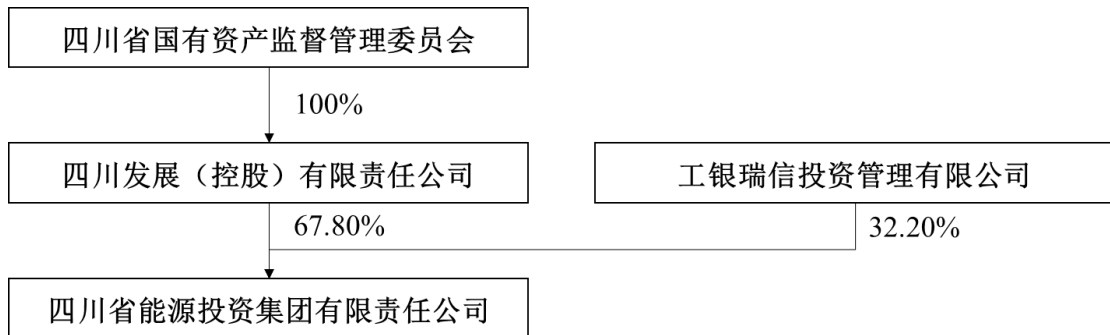 四川省国有资产监督管理委员会
100%
四川发展（控股）有限责任公司
工银瑞信投资管理有限公司
67.80%
32.20%
四川省能源投资集团有限责任公司